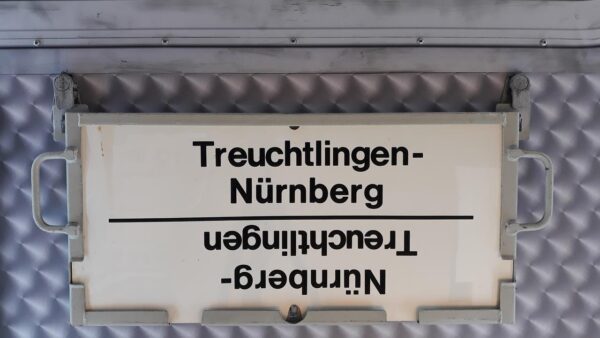 Treuchtlingen-
Nürnberg
Nürnberg-
Treuchtlingen